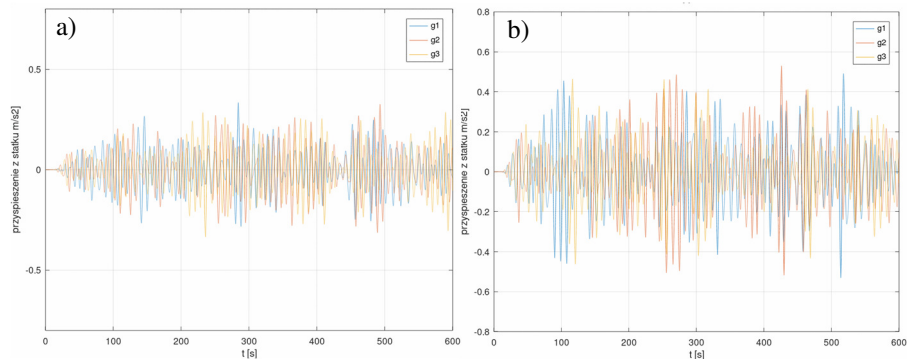 a)
g1
g2
g3
0.5
0
-0.5
0
100
200
300
400
500
600
t [s]
przyspieszenie z statku m/s2]
b)
g1
g2
g3
0.8
0.6
0.4
0.2
0
-0.2
-0.4
-0.6
-0.8
0
100
200
300
400
500
600
t [s]
przyspieszenie z statku m/s2]